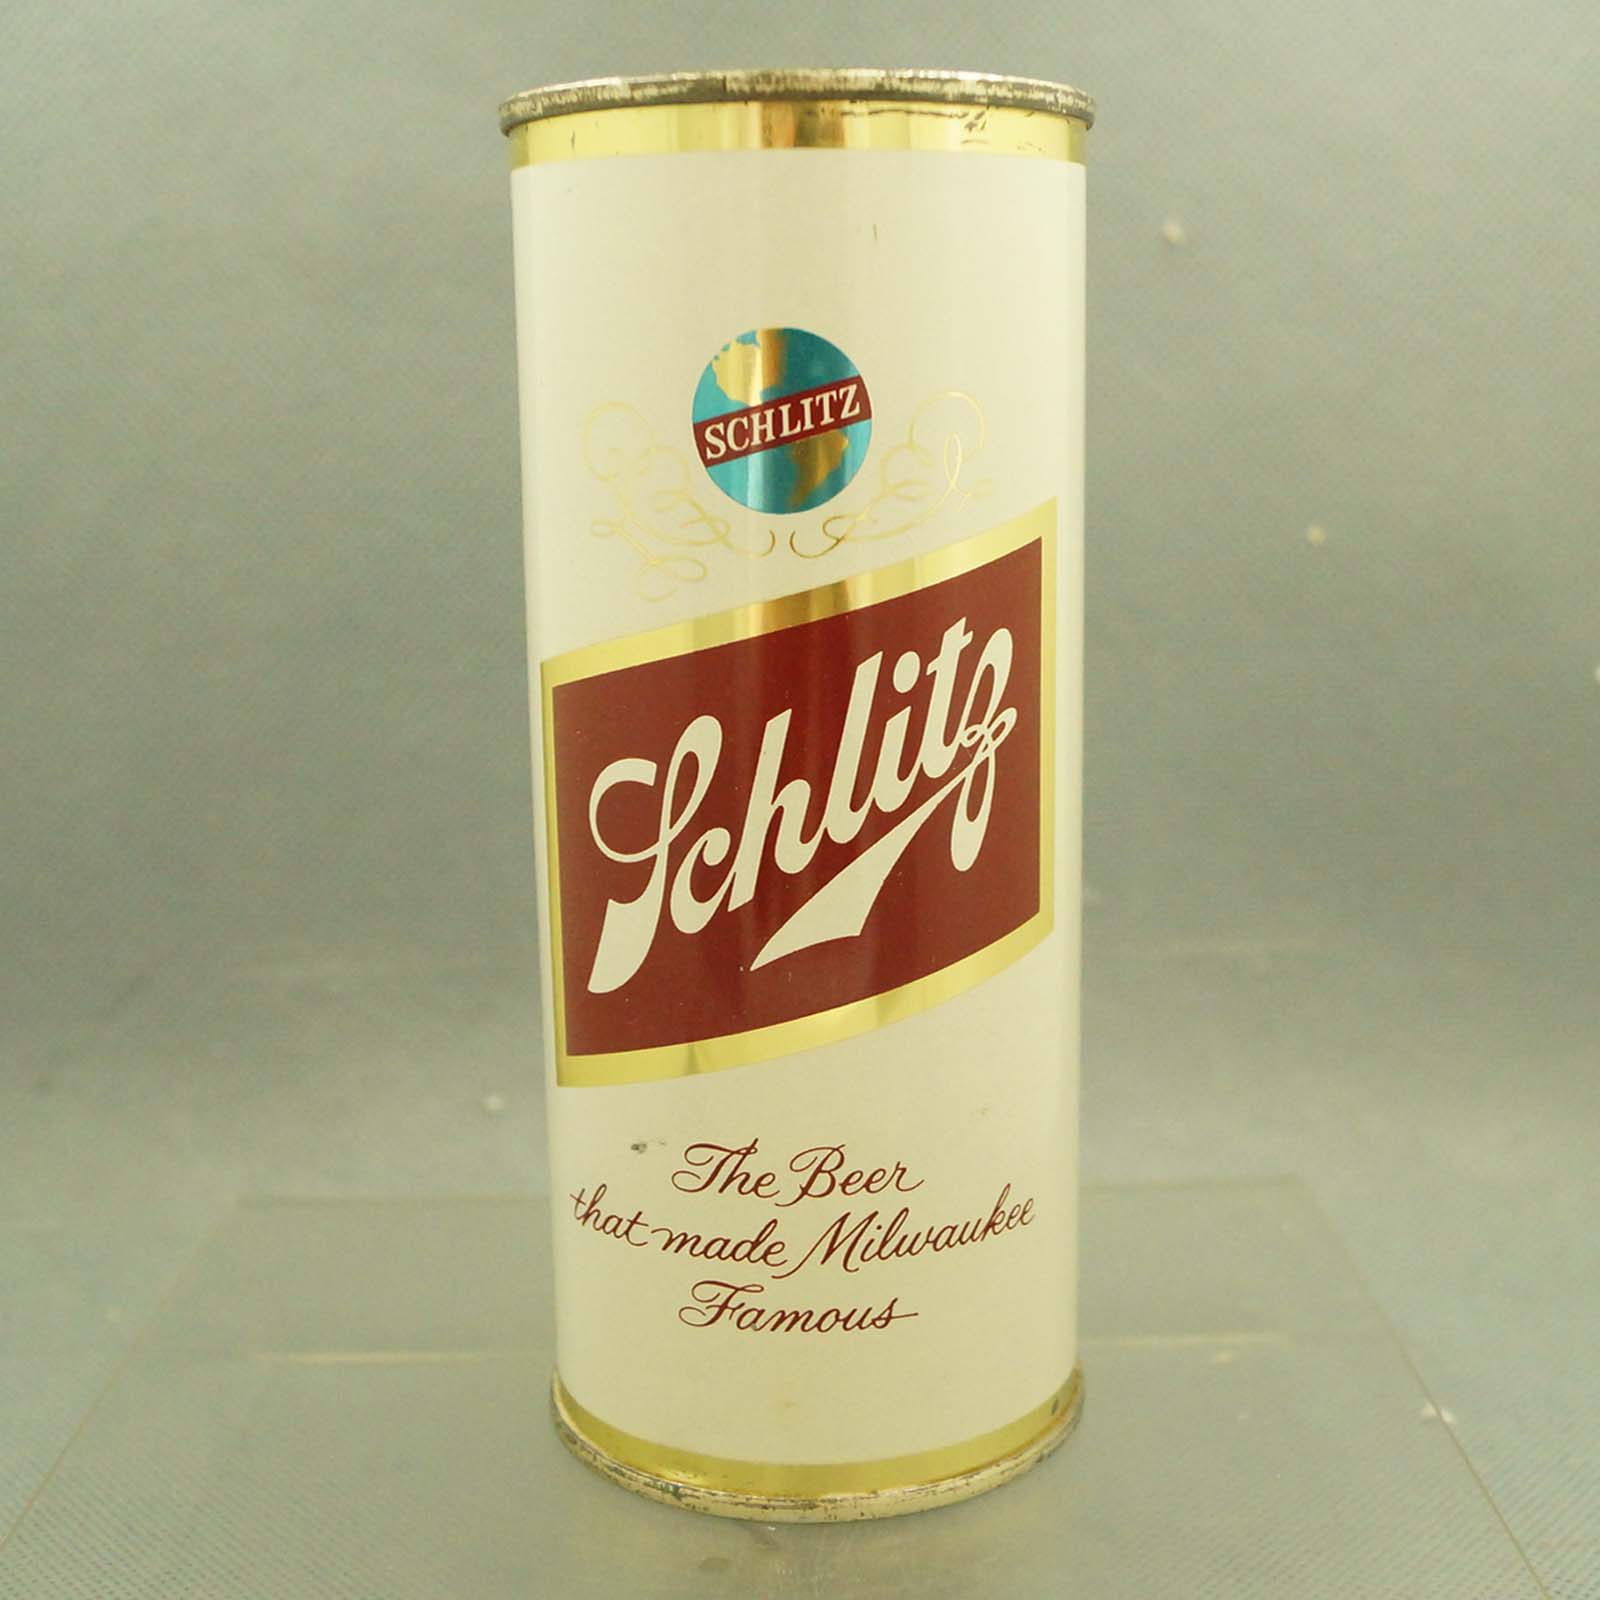 SCHLITZ
Schlitz
The Beer
that made Milwaukee
Famous